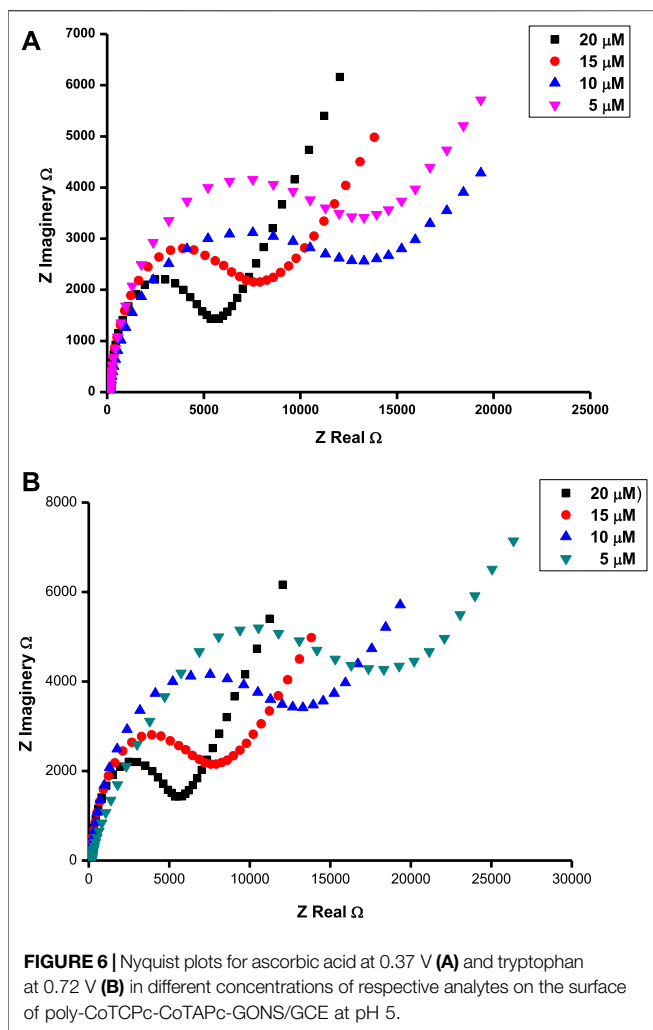 A
7000
6000
5000
4000
3000
2000
1000
0
Z Imaginery Ω
20 μM
15 μM
10 μM
5 μM
0
5000
10000
15000
20000
25000
Z Real Ω
B
8000
6000
4000
2000
0
Z Imaginery Ω
20 μM)
15 μM
10 μM
5 μM
0
5000
10000
15000
20000
25000
30000
Z Real Ω
FIGURE 6 | Nyquist plots for ascorbic acid at 0.37 V (A) and tryptophan
at 0.72 V (B) in different concentrations of respective analytes on the surface
of poly-CoTCPc-CoTAPc-GONS/GCE at pH 5.